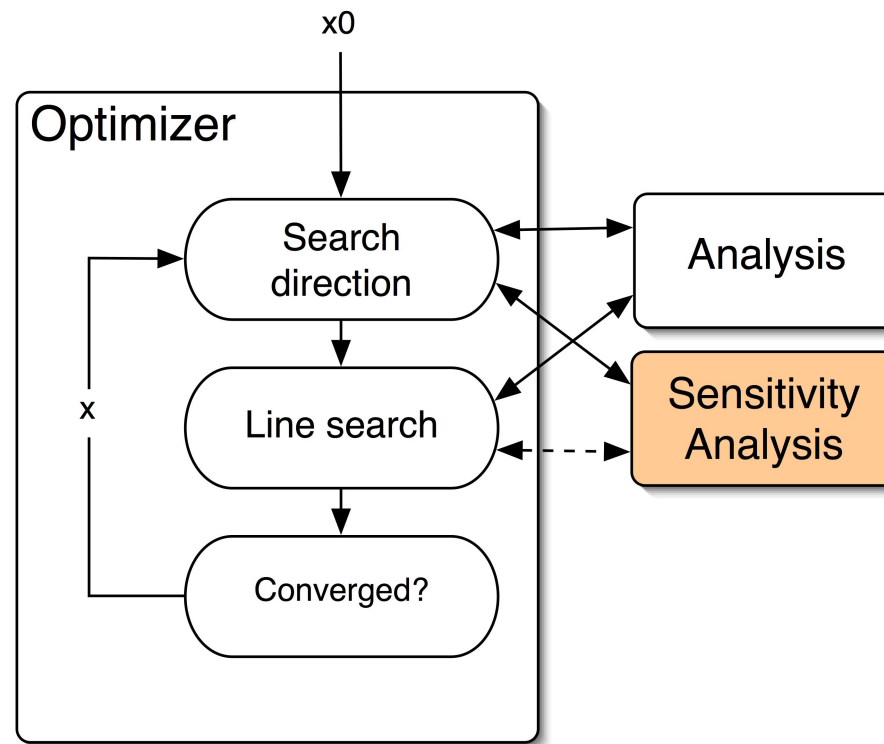 x0
Optimizer
Search
direction
Analysis
Sensitivity
Analysis
x
Line search
Converged?